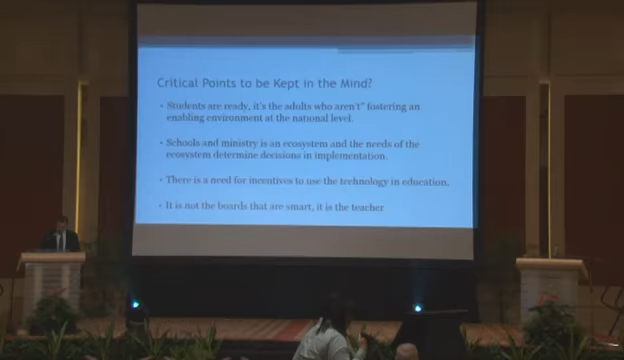 Critical Points to be Kept in the Mind?
• Students are ready, it's the adults who aren't" fostering an
enabling environment at the national level.
• Schools and ministry is an ecosystem and the needs of the
ecosystem determine decisions in implementation.
• There is a need for incentives to use the technology in education.
• It is not the boards that are smart, it is the teacher